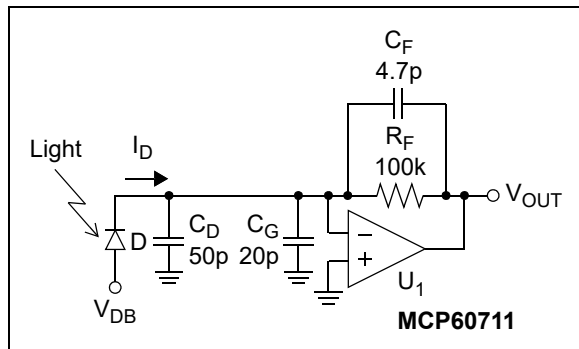 C_F
4.7p
R_F
100k
Light
I_D
V_OUT
D
C_D
50p
C_G
20p
−
+
U_1
V_DB
MCP60711